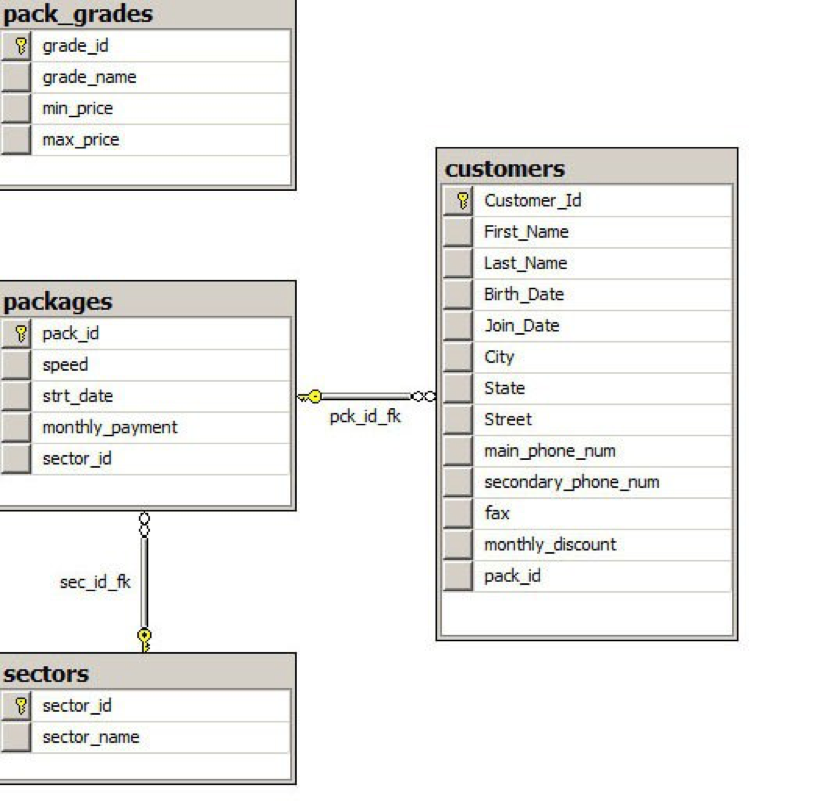 pack_grades
grade_id
grade_name
min_price
max_price
customers
Customer_Id
First_Name
Last_Name
Birth_Date
Join_Date
City
State
Street
main_phone_num
secondary_phone_num
fax
monthly_discount
pack_id
packages
pack_id
speed
strt_date
monthly_payment
sector_id
pck_id_fk
sec_id_fk
sectors
sector_id
sector_name